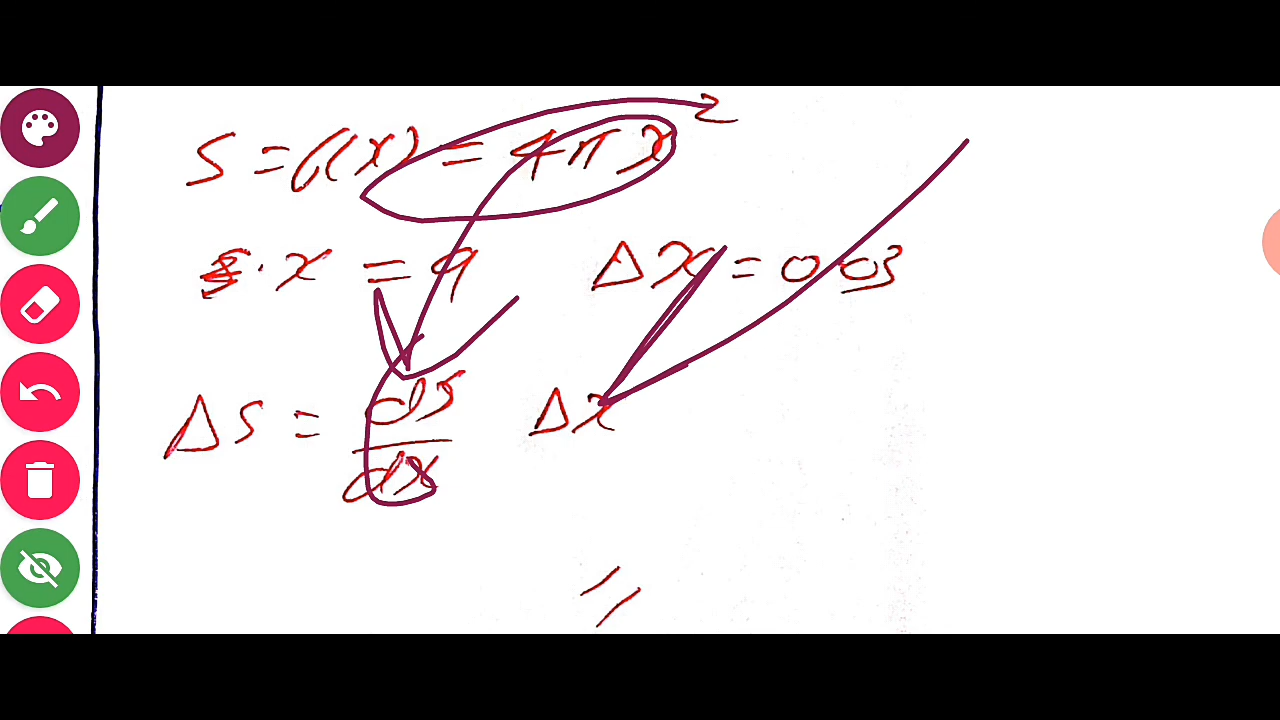 S = f(x) = 4πx²
x = 9 Δx = 0.03
ΔS = ds/dx Δx
=